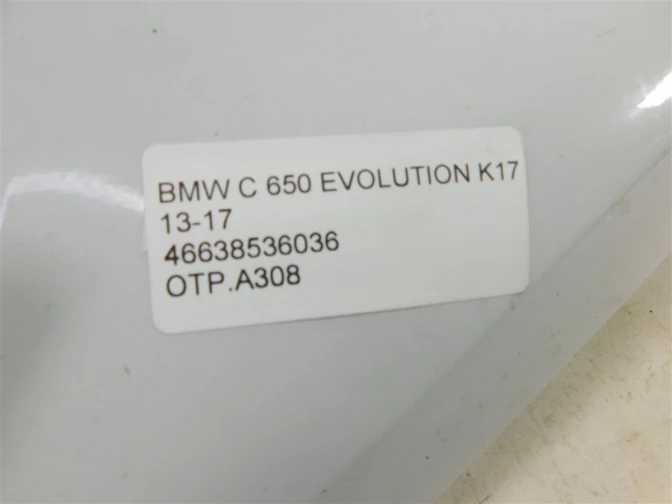 BMW C 650 EVOLUTION K17
13-17
46638536036
OTP.A308